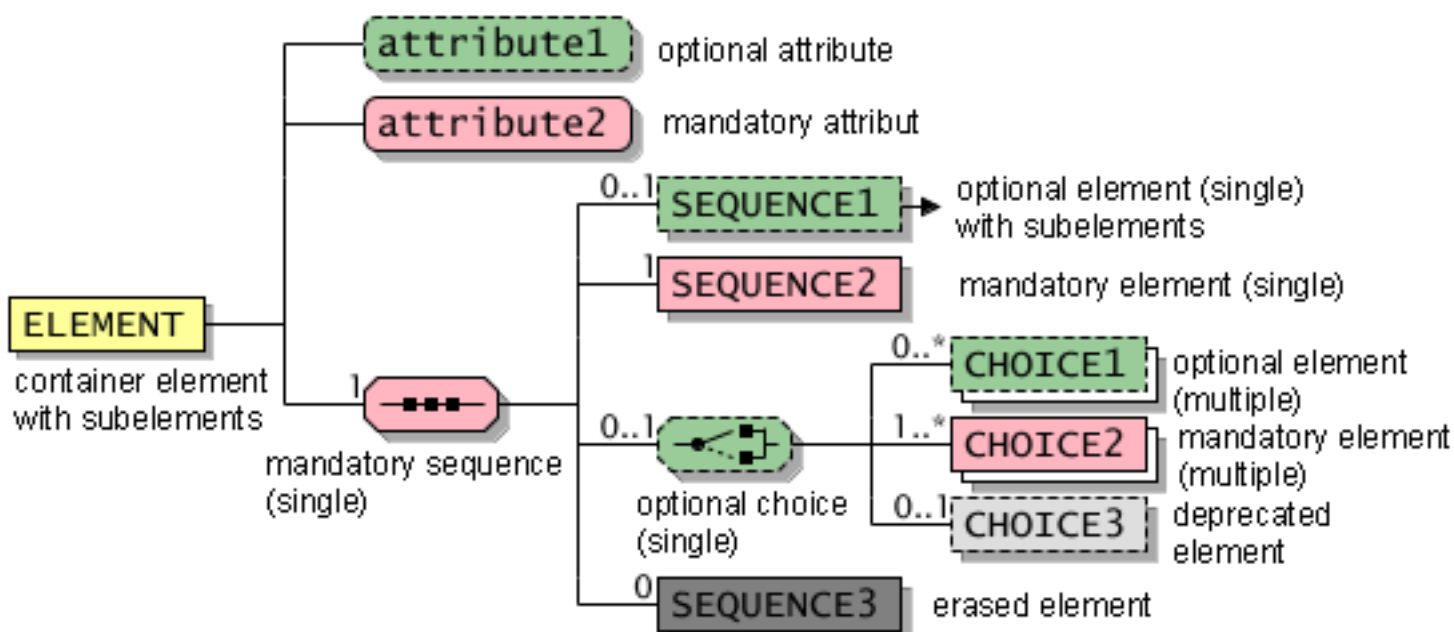 attribute1 optional attribute
attribute2 mandatory attribut
0..1 SEQUENCE1 optional element (single)
with subelements
1 SEQUENCE2 mandatory element (single)
ELEMENT
container element
with subelements
1
mandatory sequence
(single)
0..1
optional choice
(single)
0..* CHOICE1 optional element
(multiple)
1..* CHOICE2 mandatory element
(multiple)
0..1 CHOICE3 deprecated
element
0 SEQUENCE3 erased element